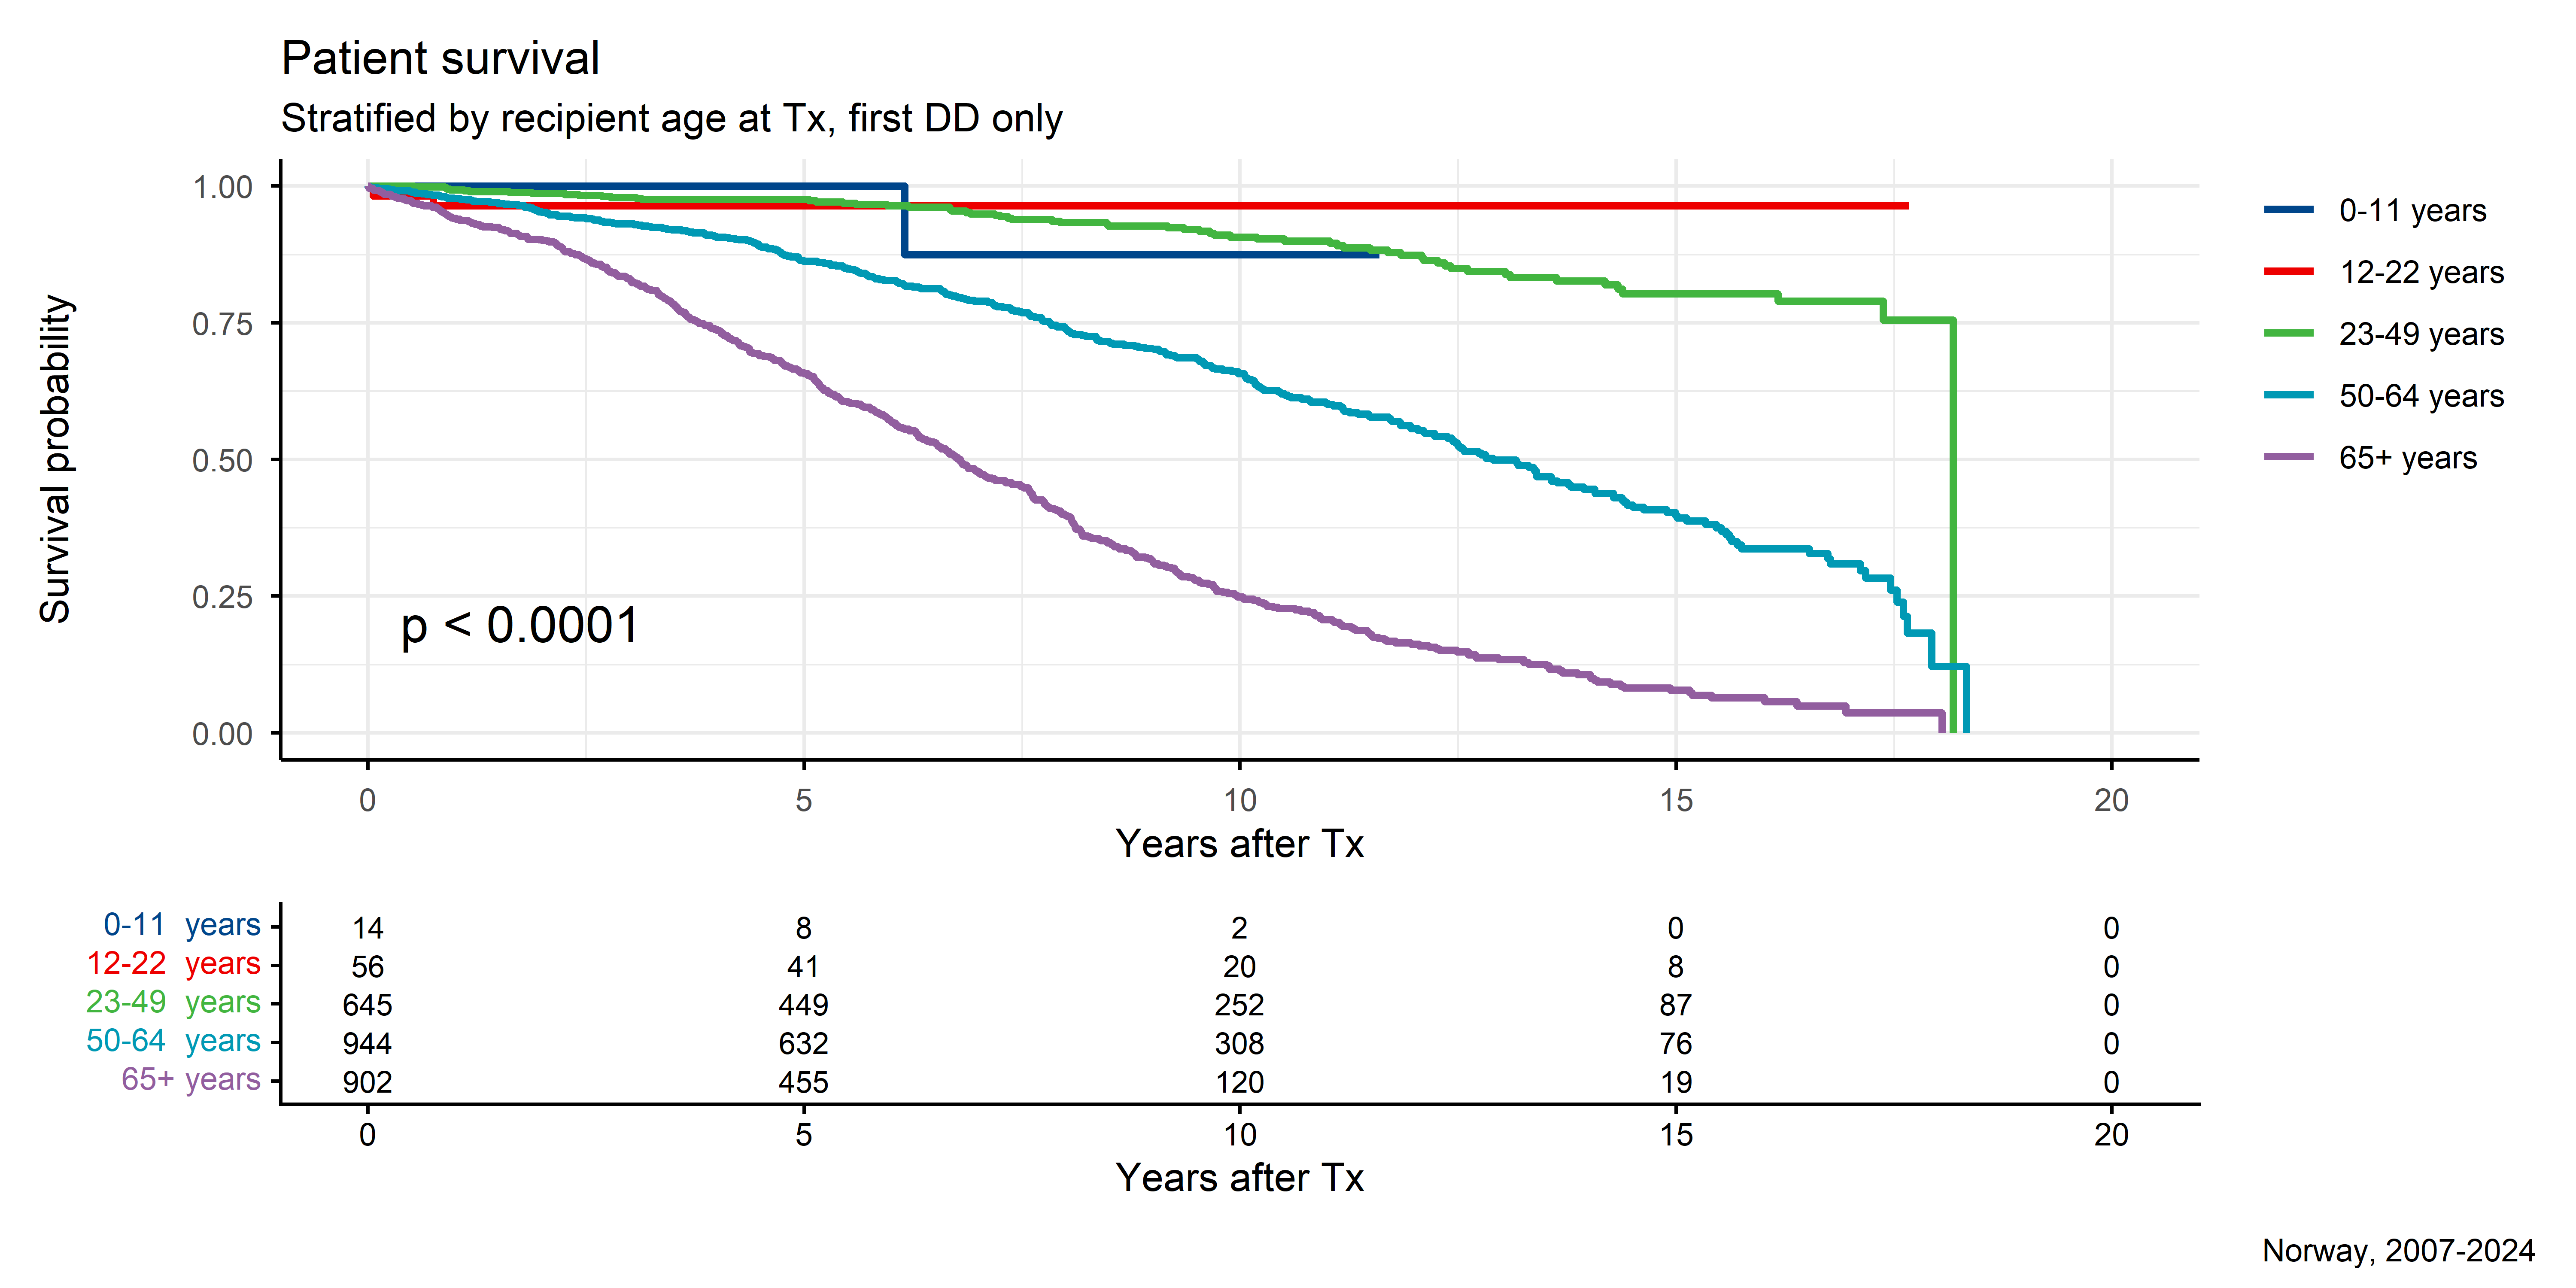 Patient survival
Stratified by recipient age at Tx, first DD only
Survival probability
1.00
0.75
0.50
0.25
0.00
p < 0.0001
0 5 10 15 20
Years after Tx
0-11 years
12-22 years
23-49 years
50-64 years
65+ years
0-11 years 14 8 2 0 0
12-22 years 56 41 20 8 0
23-49 years 645 449 252 87 0
50-64 years 944 632 308 76 0
65+ years 902 455 120 19 0
0 5 10 15 20
Years after Tx
Norway, 2007-2024